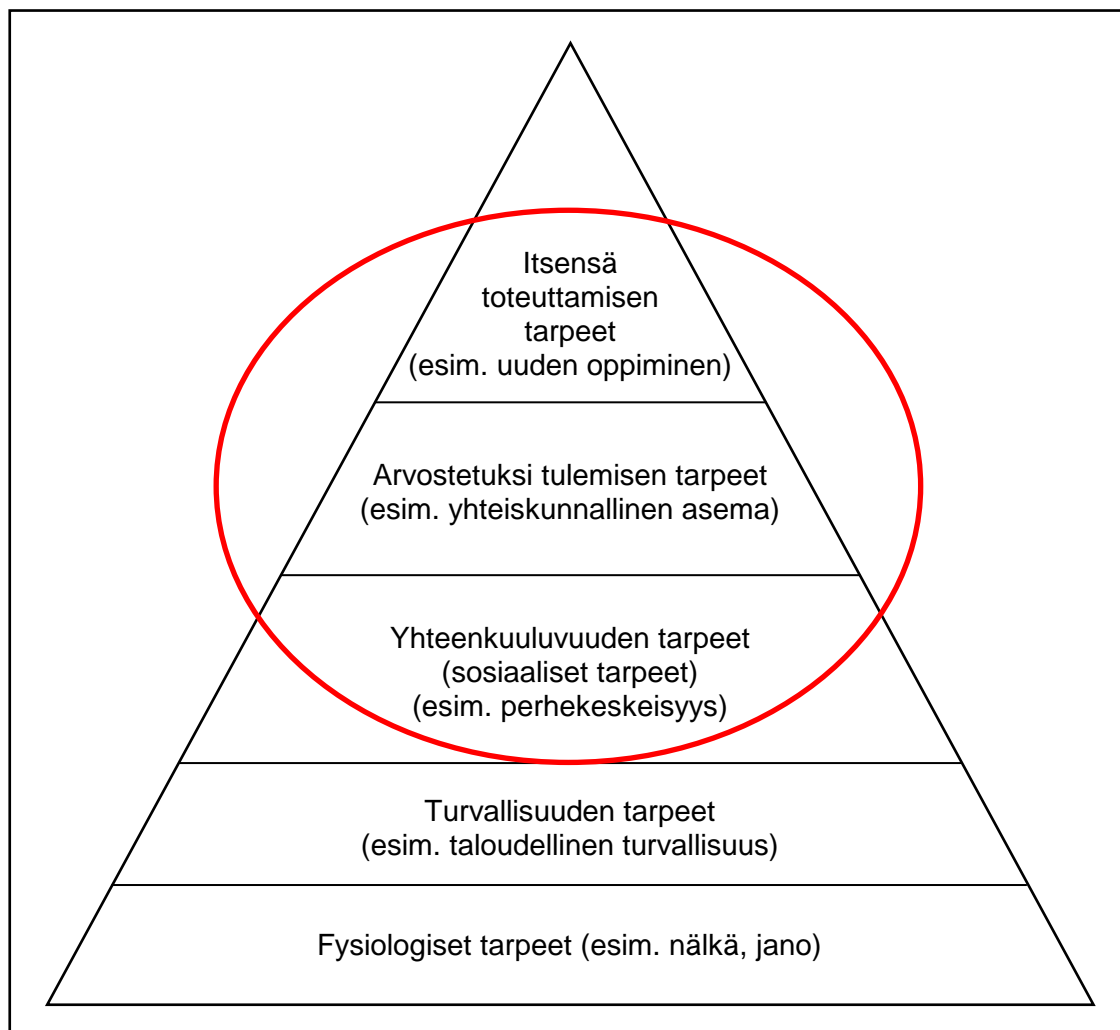 Itsensä
toteuttamisen
tarpeet
(esim. uuden oppiminen)
Arvostetuksi tulemisen tarpeet
(esim. yhteiskunnallinen asema)
Yhteenkuuluvuuden tarpeet
(sosiaaliset tarpeet)
(esim. perhekeskeisyys)
Turvallisuuden tarpeet
(esim. taloudellinen turvallisuus)
Fysiologiset tarpeet (esim. nälkä, jano)